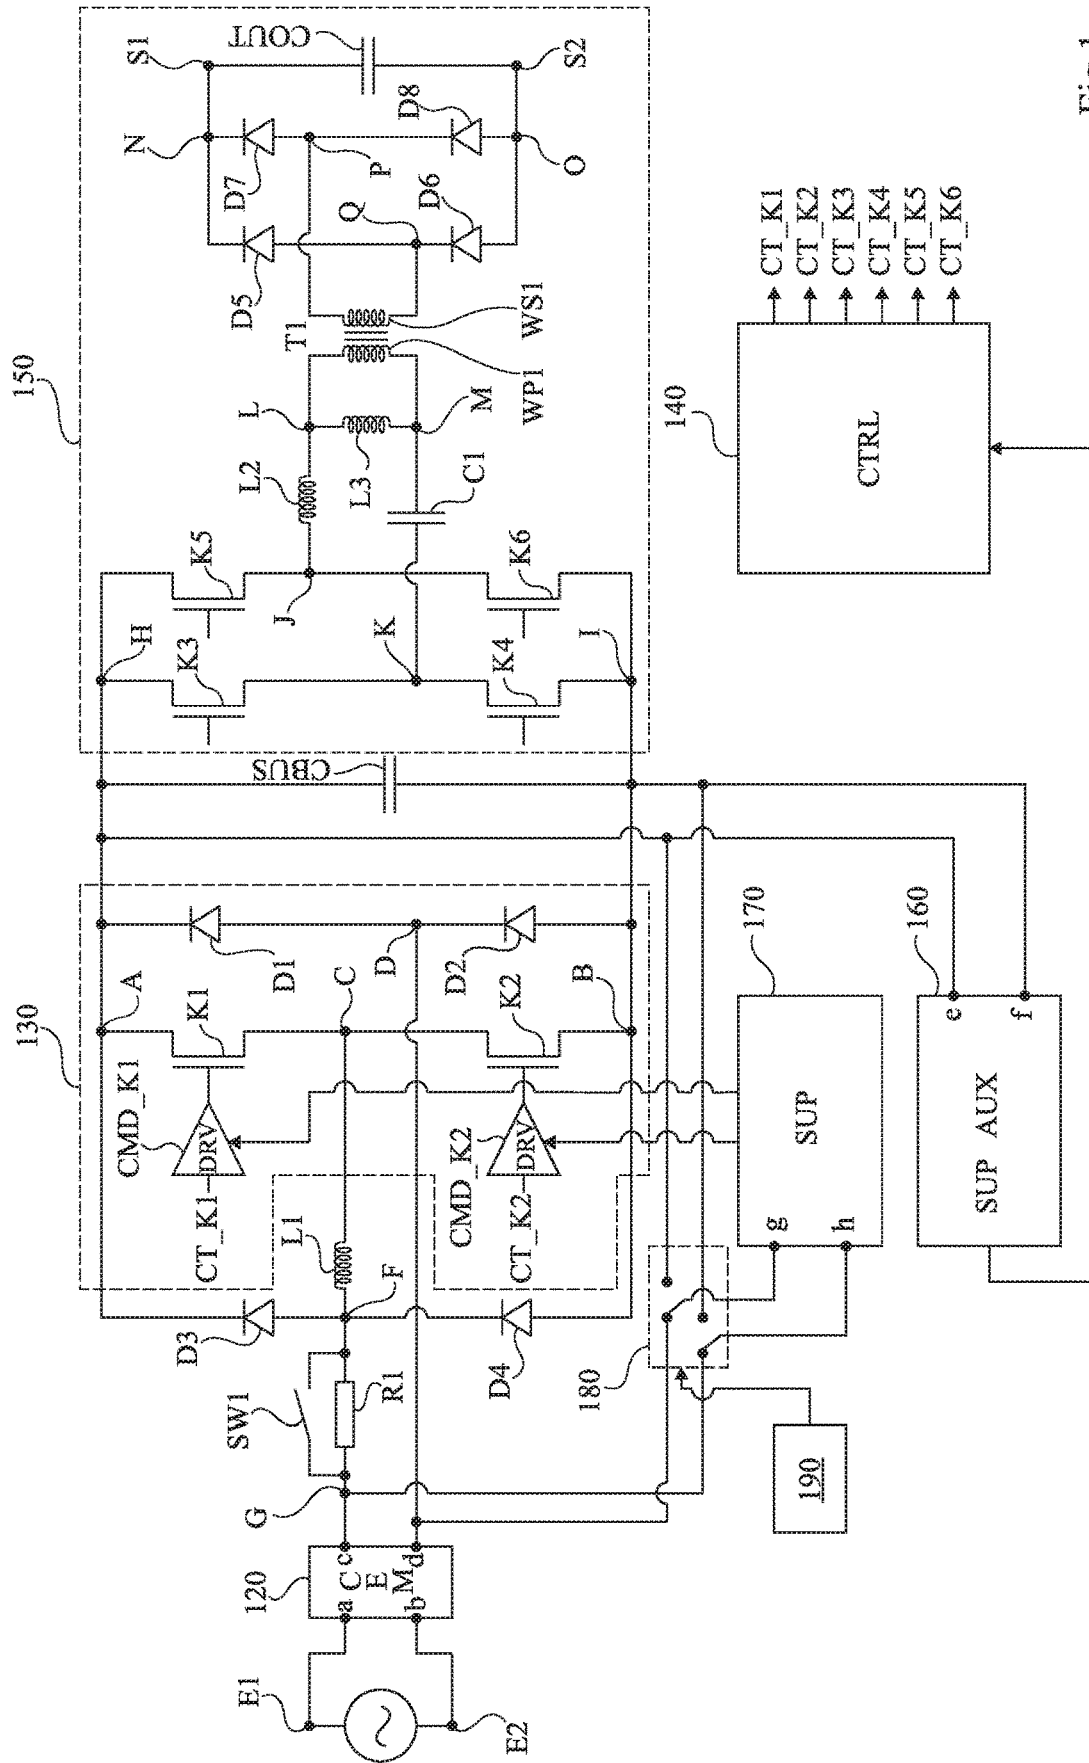 150
S1
N
COUT
D5
D7
D8
P
Q
D6
S2
O
T1
WS1
WP1
L
L2
L3
M
C1
H
K5
K3
J
K
K6
K4
I
CBUS
140
CTRL
CT_K1
CT_K2
CT_K3
CT_K4
CT_K5
CT_K6
130
A
D1
D
C
D2
K1
CMD_K1
DRV
CT_K1
B
K2
CMD_K2
DRV
CT_K2
L1
F
D3
D4
SW1
R1
G
170
SUP
g
h
160
SUP AUX
e
f
180
190
120
CEM
a
b
c
d
E1
E2